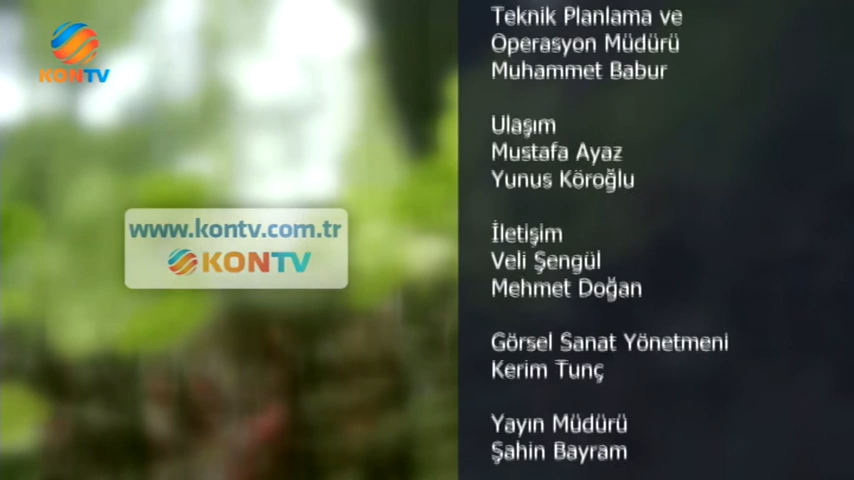 KONTV
www.kontv.com.tr
KONTV
Teknik Planlama ve
Operasyon Müdürü
Muhammet Babur
Ulaşım
Mustafa Ayaz
Yunus Köroğlu
İletişim
Veli Şengül
Mehmet Doğan
Görsel Sanat Yönetmeni
Kerim Tunç
Yayın Müdürü
Şahin Bayram